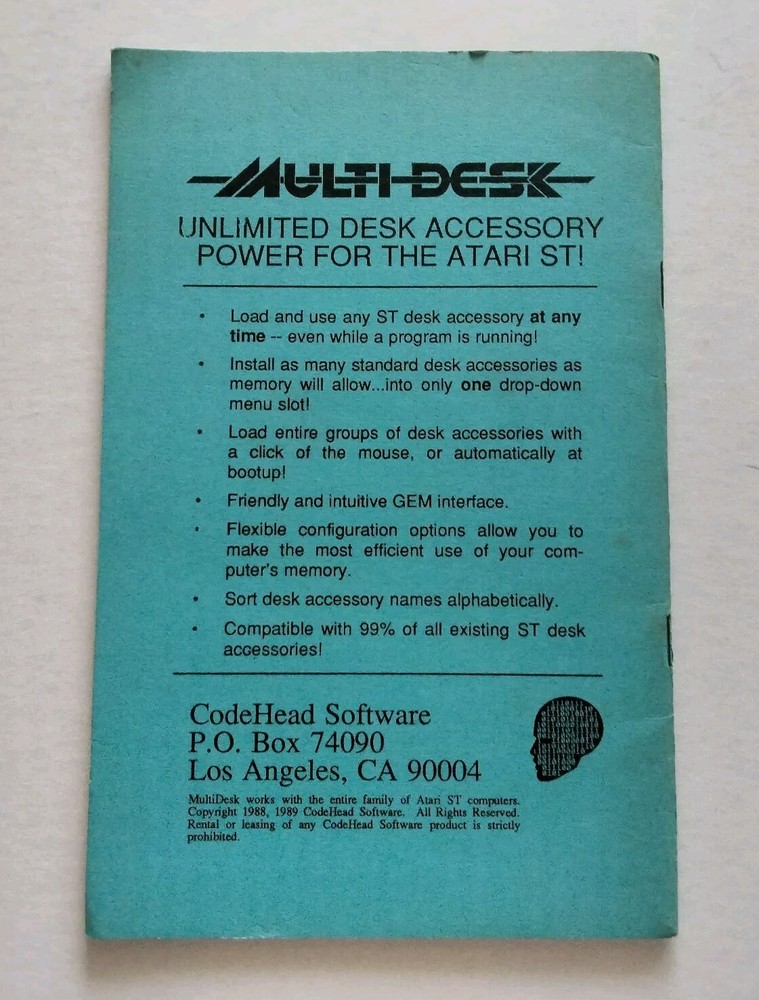 MULTI-DESK
UNLIMITED DESK ACCESSORY
POWER FOR THE ATARI ST!
• Load and use any ST desk accessory at any
time -- even while a program is running!
• Install as many standard desk accessories as
memory will allow...into only one drop-down
menu slot!
• Load entire groups of desk accessories with
a click of the mouse, or automatically at
bootup!
• Friendly and intuitive GEM interface.
• Flexible configuration options allow you to
make the most efficient use of your com-
puter's memory.
• Sort desk accessory names alphabetically.
• Compatible with 99% of all existing ST desk
accessories!
CodeHead Software
P.O. Box 74090
Los Angeles, CA 90004
MultiDesk works with the entire family of Atari ST computers.
Copyright 1988, 1989 CodeHead Software. All Rights Reserved.
Rental or leasing of any CodeHead Software product is strictly
prohibited.